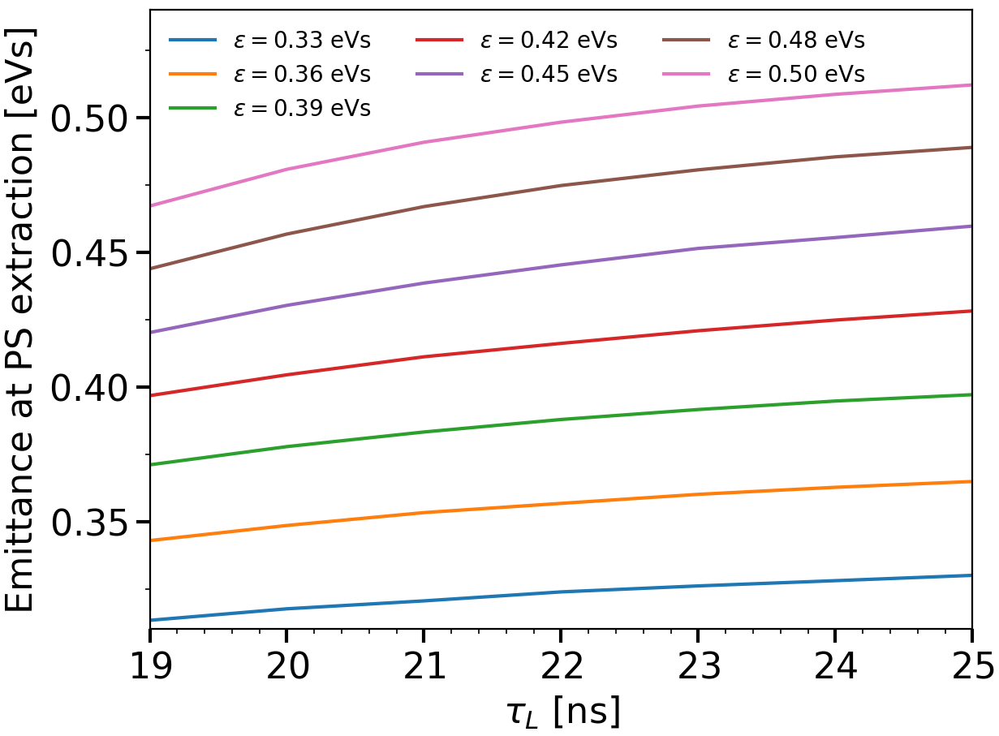 Emittance at PS extraction [eVs]
ε = 0.33 eVs
ε = 0.36 eVs
ε = 0.39 eVs
ε = 0.42 eVs
ε = 0.45 eVs
ε = 0.48 eVs
ε = 0.50 eVs
0.50
0.45
0.40
0.35
19 20 21 22 23 24 25
τ_L [ns]